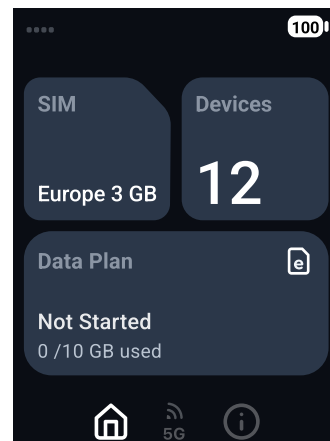 100
SIM
Europe 3 GB
Devices
12
Data Plan
e
Not Started
0 /10 GB used
5G